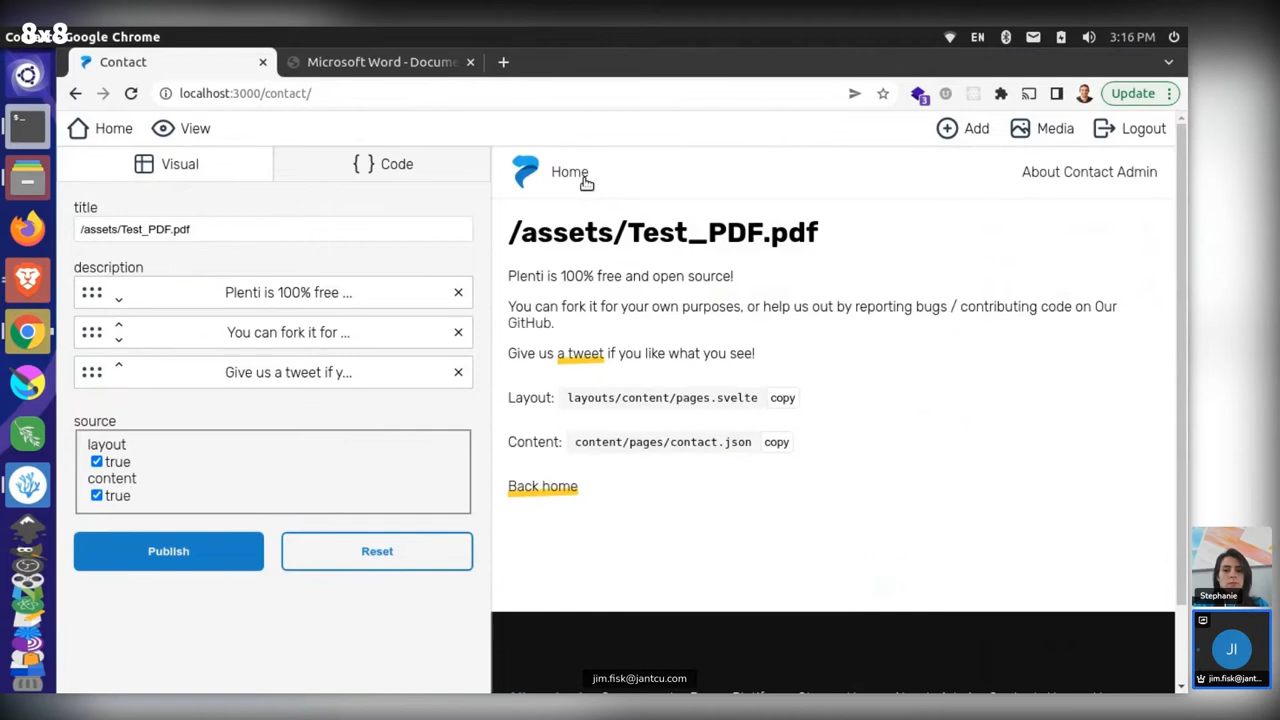 8x8
Co
Google Chrome
EN
3:16 PM
Contact
Microsoft Word - Docume
localhost:3000/contact/
3
Update
Home
View
Add
Media
Logout
Visual
{ } Code
Home
About Contact Admin
title
/assets/Test_PDF.pdf
description
Plenti is 100% free ...
You can fork it for ...
Give us a tweet if y...
source
layout
true
content
true
Publish
Reset
/assets/Test_PDF.pdf
Plenti is 100% free and open source!
You can fork it for your own purposes, or help us out by reporting bugs / contributing code on Our
GitHub.
Give us a tweet if you like what you see!
Layout: layouts/content/pages.svelte copy
Content: content/pages/contact.json copy
Back home
Stephanie
JI
jim.fisk@jant...
jim.fisk@jantcu.com